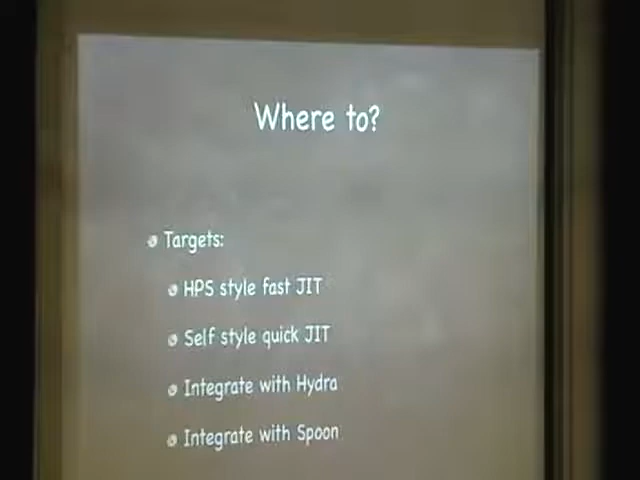 Where to?
Targets:
HPS style fast JIT
Self style quick JIT
Integrate with Hydra
Integrate with Spoon